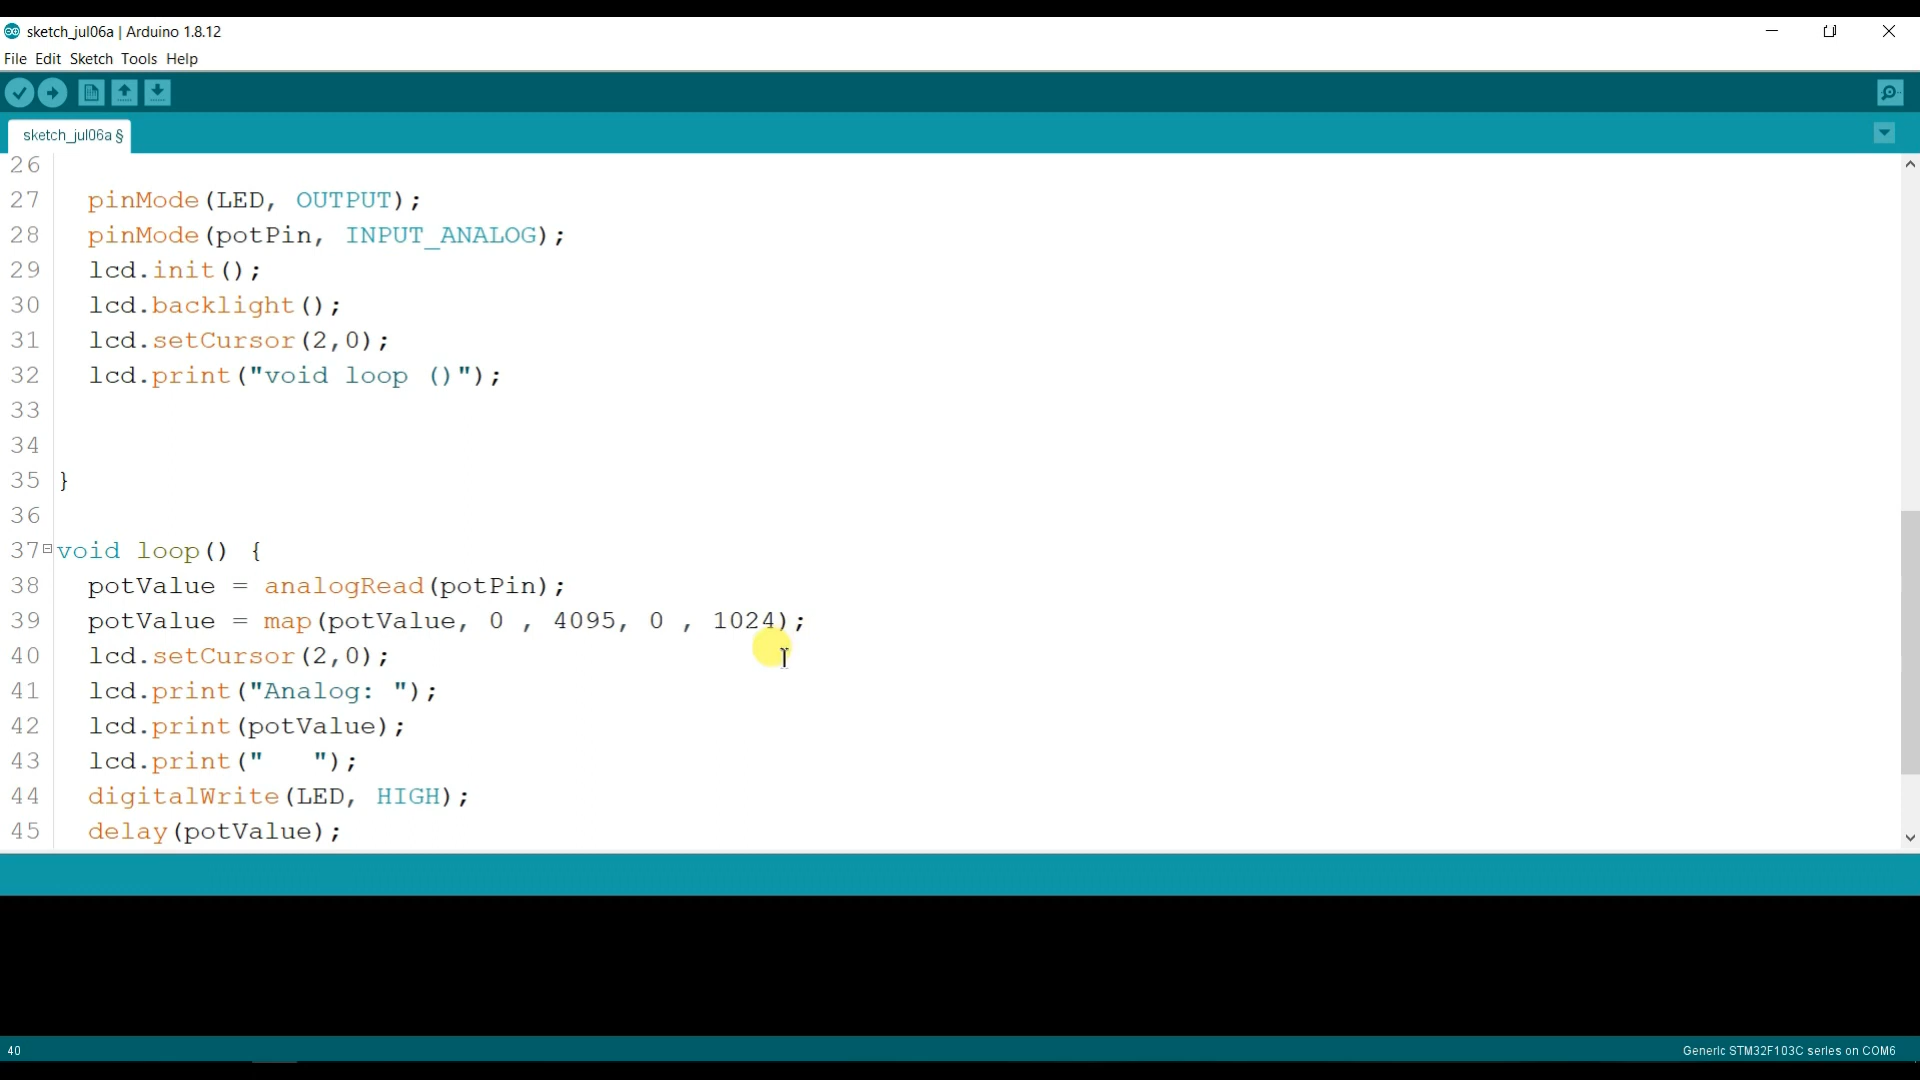 sketch_jul06a | Arduino 1.8.12
File Edit Sketch Tools Help
sketch_jul06a §
26
27 pinMode(LED, OUTPUT);
28 pinMode(potPin, INPUT_ANALOG);
29 lcd.init();
30 lcd.backlight();
31 lcd.setCursor(2,0);
32 lcd.print("void loop ()");
33
34
35 }
36
37 void loop() {
38 potValue = analogRead(potPin);
39 potValue = map(potValue, 0 , 4095, 0 , 1024);
40 lcd.setCursor(2,0);
41 lcd.print("Analog: ");
42 lcd.print(potValue);
43 lcd.print("   ");
44 digitalWrite(LED, HIGH);
45 delay(potValue);
40 Generic STM32F103C series on COM6